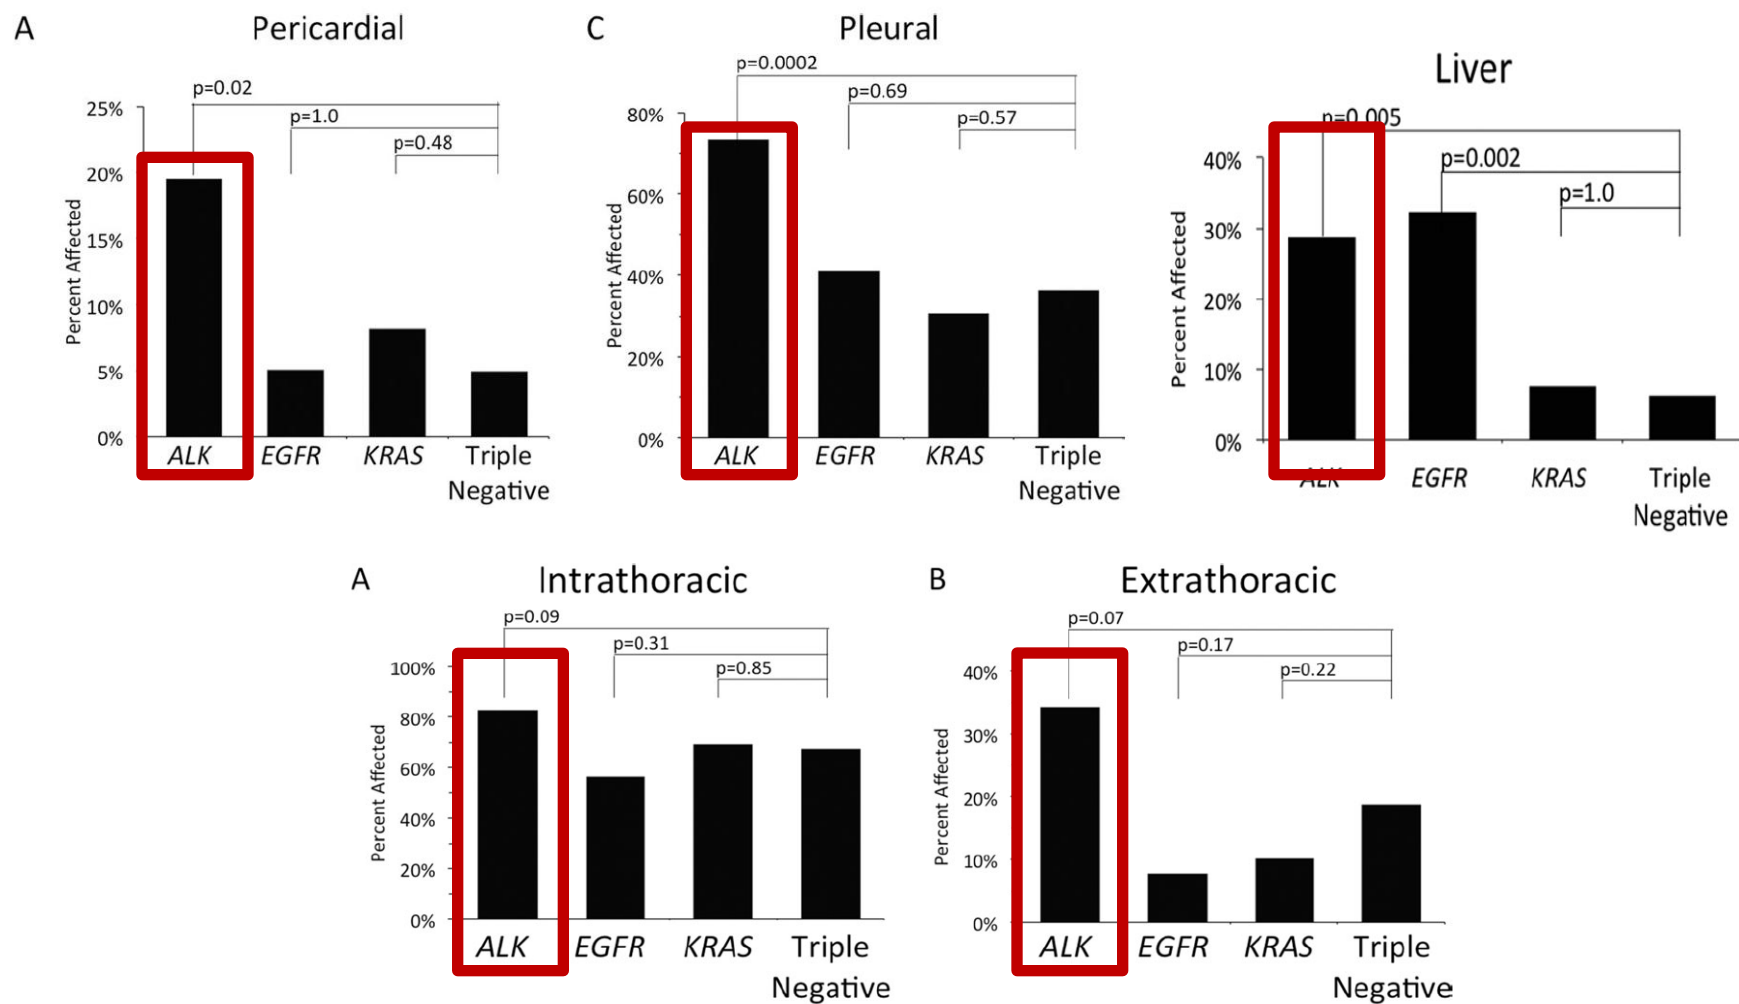 A
Pericardial
p=0.02
p=1.0
p=0.48
25%
20%
15%
10%
5%
0%
Percent Affected
ALK EGFR KRAS Triple
Negative
C
Pleural
p=0.0002
p=0.69
p=0.57
80%
60%
40%
20%
0%
Percent Affected
ALK EGFR KRAS Triple
Negative
Liver
p=0.005
p=0.002
p=1.0
40%
30%
20%
10%
0%
Percent Affected
ALK EGFR KRAS Triple
Negative
A
Intrathoracic
p=0.09
p=0.31
p=0.85
100%
80%
60%
40%
20%
0%
Percent Affected
ALK EGFR KRAS Triple
Negative
B
Extrathoracic
p=0.07
p=0.17
p=0.22
40%
30%
20%
10%
0%
Percent Affected
ALK EGFR KRAS Triple
Negative